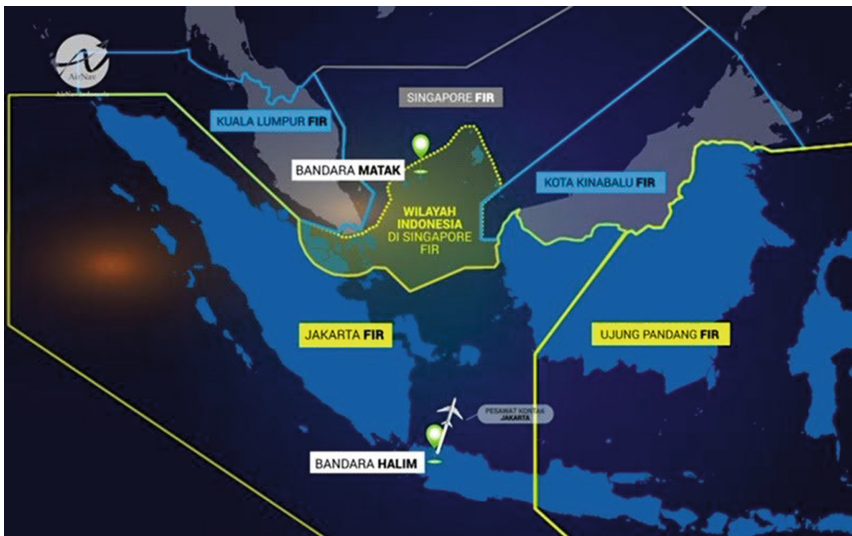 AirNav
SINGAPORE FIR
KUALA LUMPUR FIR
BANDARA MATAK
KOTA KINABALU FIR
WILAYAH
INDONESIA
DI SINGAPORE
FIR
JAKARTA FIR
UJUNG PANDANG FIR
PESAWAT KONTAK
JAKARTA
BANDARA HALIM